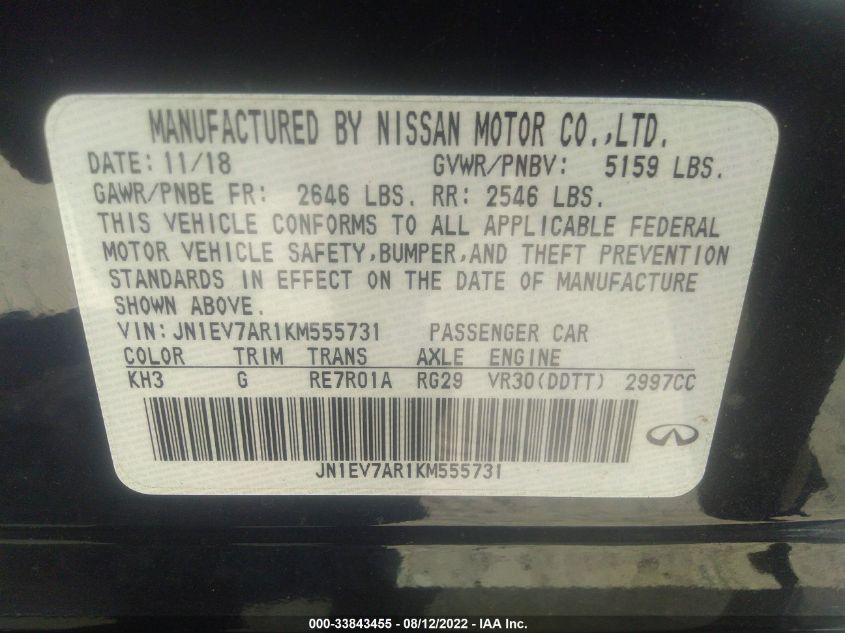 MANUFACTURED BY NISSAN MOTOR CO.,LTD.
DATE: 11/18 GVWR/PNBV: 5159 LBS.
GAWR/PNBE FR: 2646 LBS. RR: 2546 LBS.
THIS VEHICLE CONFORMS TO ALL APPLICABLE FEDERAL
MOTOR VEHICLE SAFETY,BUMPER,AND THEFT PREVENTION
STANDARDS IN EFFECT ON THE DATE OF MANUFACTURE
SHOWN ABOVE.
VIN: JN1EV7AR1KM555731 PASSENGER CAR
COLOR TRIM TRANS AXLE ENGINE
KH3 G RE7R01A RG29 VR30(DDTT) 2997CC
JN1EV7AR1KM555731
000-33843455 - 08/12/2022 - IAA Inc.